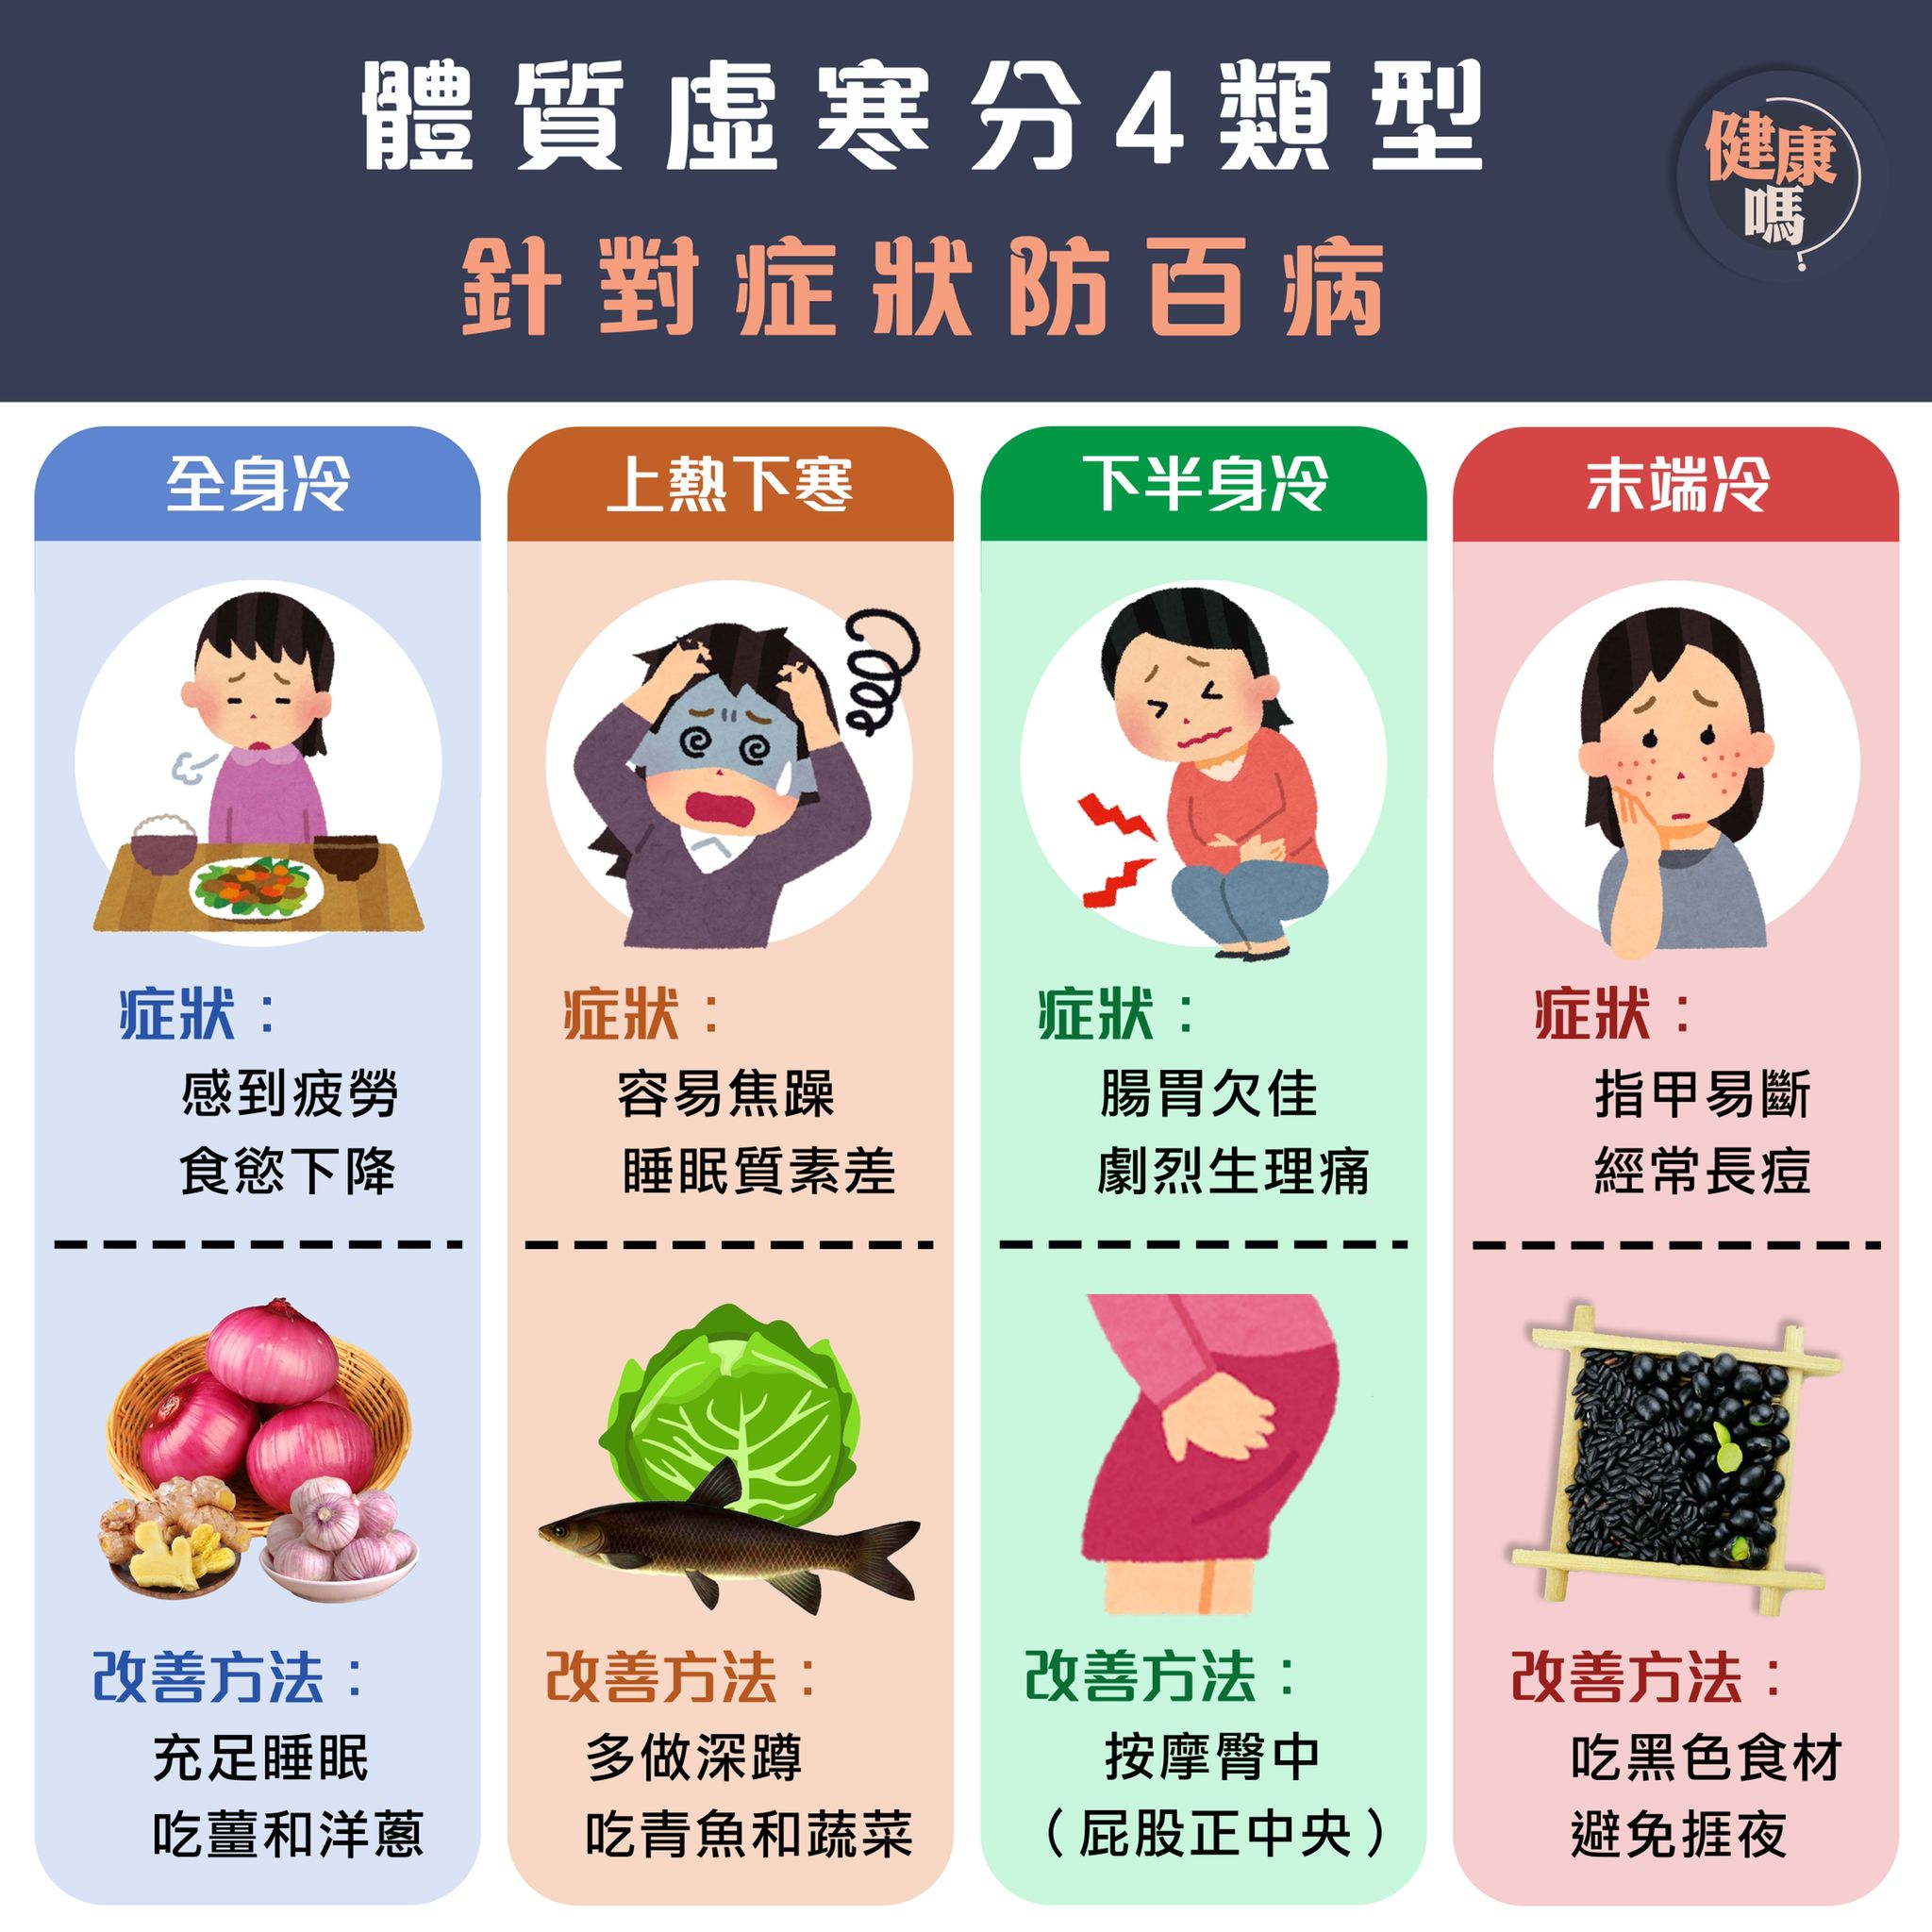 體質虛寒分4類型
針對症狀防百病
健康
嗎?
全身冷
症狀：
感到疲勞
食慾下降
改善方法：
充足睡眠
吃薑和洋蔥
上熱下寒
症狀：
容易焦躁
睡眠質素差
改善方法：
多做深蹲
吃青魚和蔬菜
下半身冷
症狀：
腸胃欠佳
劇烈生理痛
改善方法：
按摩臀中
（屁股正中央）
末端冷
症狀：
指甲易斷
經常長痘
改善方法：
吃黑色食材
避免捱夜